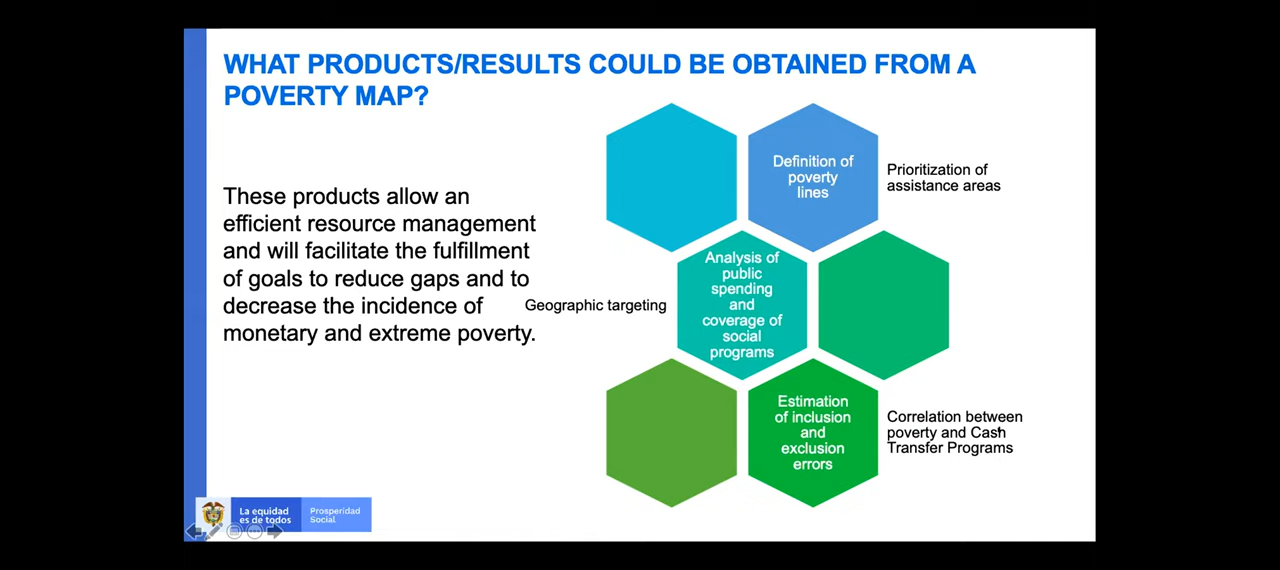 WHAT PRODUCTS/RESULTS COULD BE OBTAINED FROM A
POVERTY MAP?
These products allow an
efficient resource management
and will facilitate the fulfillment
of goals to reduce gaps and to
decrease the incidence of
monetary and extreme poverty.
Definition of
poverty
lines
Prioritization of
assistance areas
Geographic targeting
Analysis of
public
spending
and
coverage of
social
programs
Estimation
of inclusion
and
exclusion
errors
Correlation between
poverty and Cash
Transfer Programs
La equidad
es de todos
Prosperidad
Social